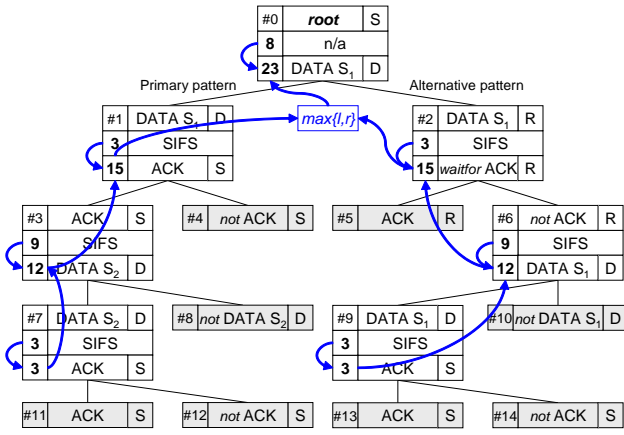 #0 root S
8 n/a
23 DATA S1 D
Primary pattern Alternative pattern
#1 DATA S1 D max{l,r} #2 DATA S1 R
3 SIFS 3 SIFS
15 ACK S 15 waitfor ACK R
#3 ACK S #4 not ACK S #5 ACK R #6 not ACK R
9 SIFS 9 SIFS
12 DATA S2 D 12 DATA S1 D
#7 DATA S2 D #8 not DATA S2 D #9 DATA S1 D #10 not DATA S1 D
3 SIFS 3 SIFS
3 ACK S 3 ACK S
#11 ACK S #12 not ACK S #13 ACK S #14 not ACK S